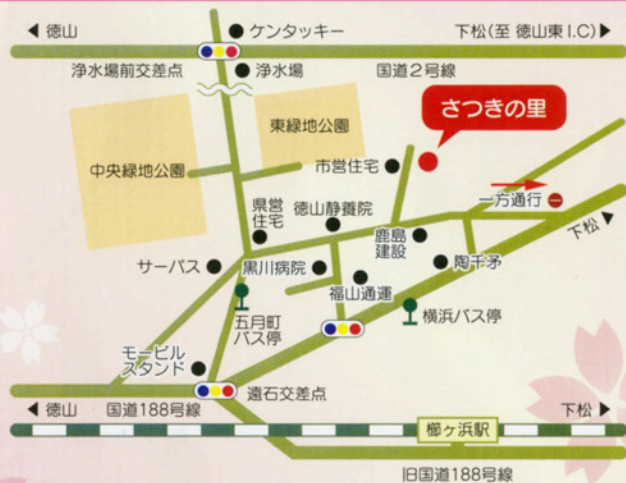 ◀ 徳山
ケンタッキー
下松(至 徳山東I.C)▶
浄水場前交差点
浄水場
国道2号線
東緑地公園
さつきの里
中央緑地公園
市営住宅
一方通行
県営
住宅
徳山静養院
下松▶
鹿島
建設
サーパス
黒川病院
陶千矛
福山通運
五月町
バス停
横浜バス停
モービル
スタンド
遠石交差点
◀ 徳山
国道188号線
下松 ▶
櫛ヶ浜駅
旧国道188号線